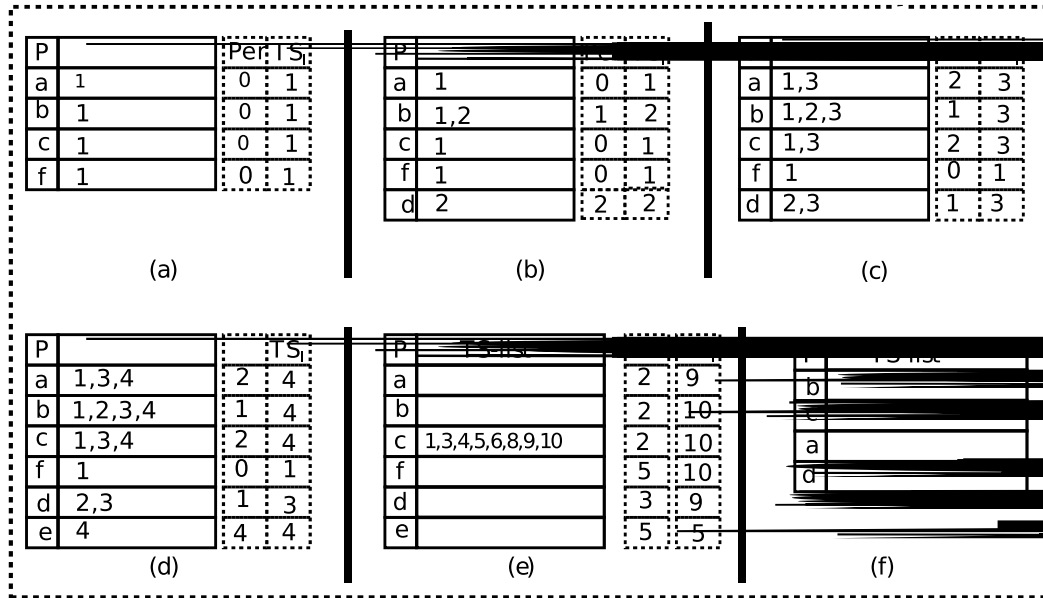 P Per TSl
a 1 0 1
b 1 0 1
c 1 0 1
f 1 0 1
(a)
P
a 1 0 1
b 1,2 1 2
c 1 0 1
f 1 0 1
d 2 2 2
(b)
P
a 1,3 2 3
b 1,2,3 1 3
c 1,3 2 3
f 1 0 1
d 2,3 1 3
(c)
P TSl
a 1,3,4 2 4
b 1,2,3,4 1 4
c 1,3,4 2 4
f 1 0 1
d 2,3 1 3
e 4 4 4
(d)
P TS-list
a 2 9
b 2 10
c 1,3,4,5,6,8,9,10 2 10
f 5 10
d 3 9
e 5 5
(e)
P TS-list
b
c
a
d
(f)